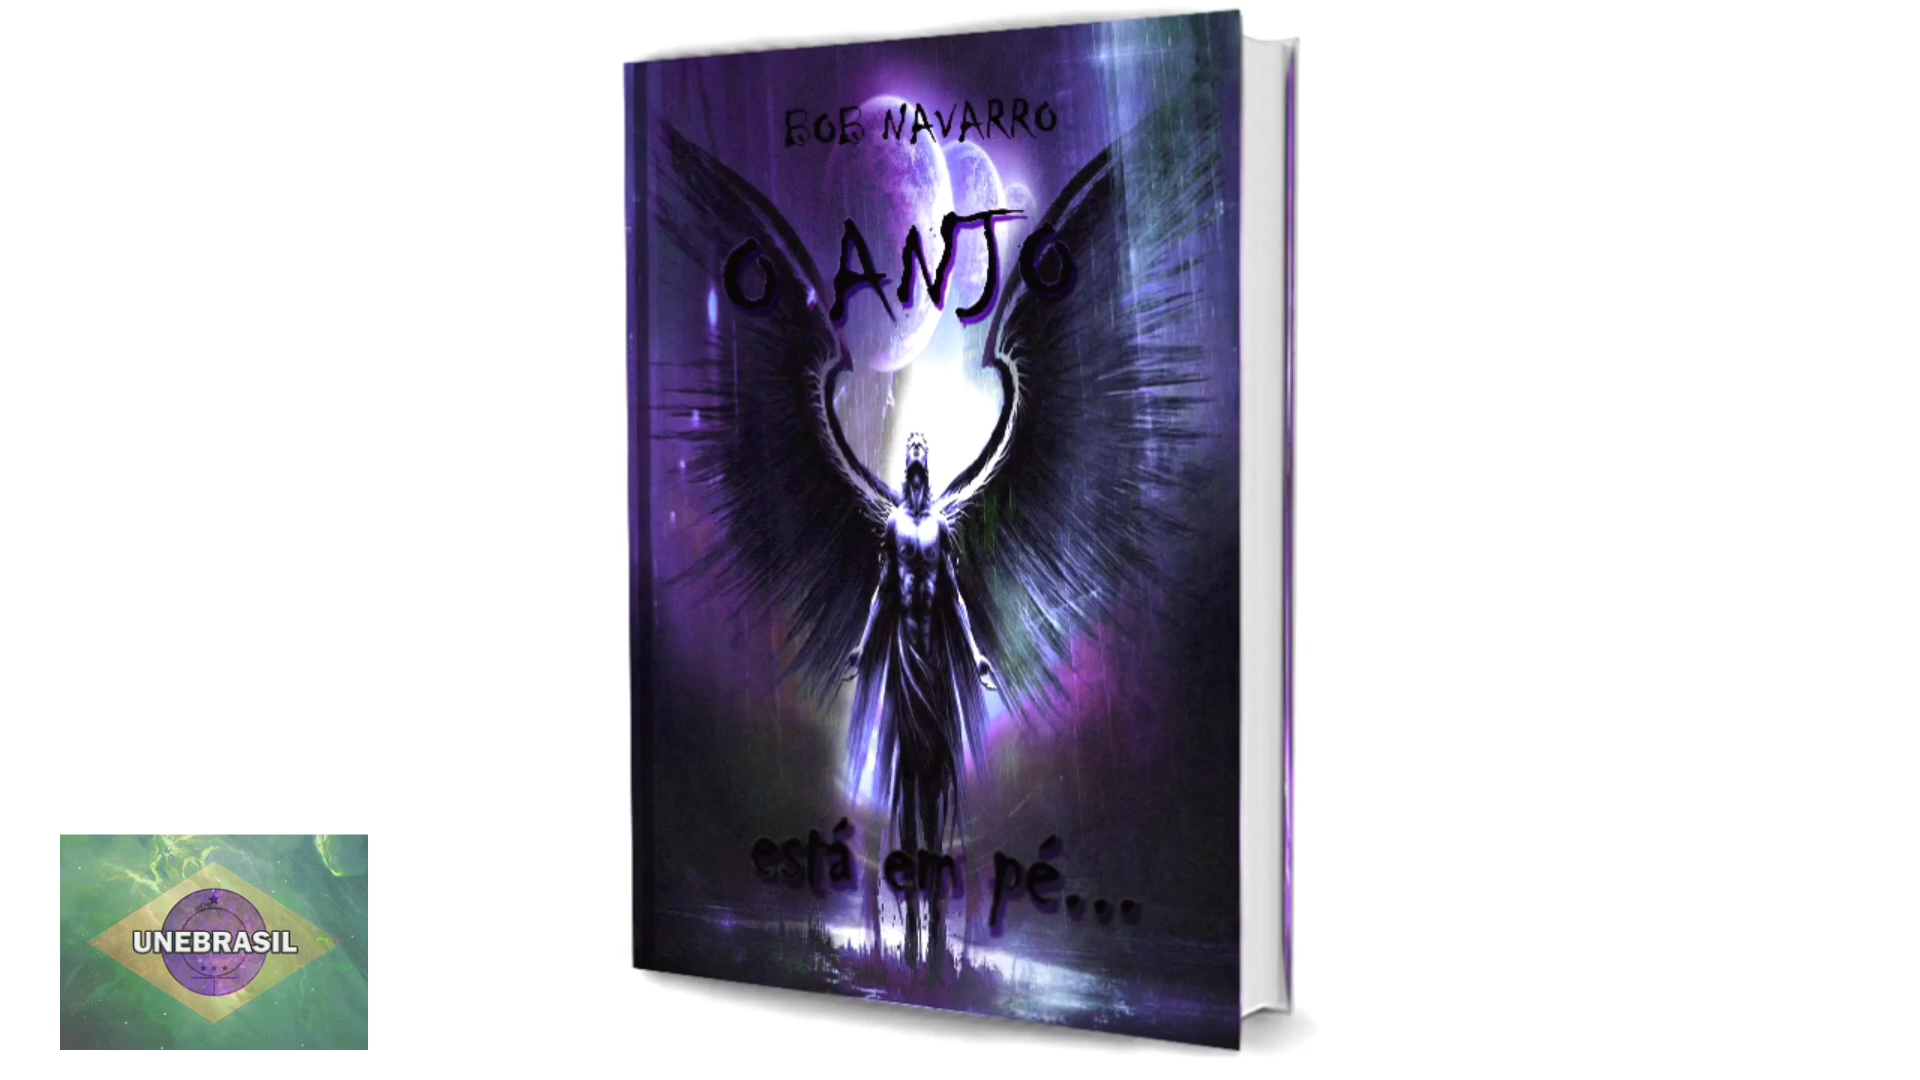 BOB NAVARRO
O ANJO
está em pé...
UNEBRASIL